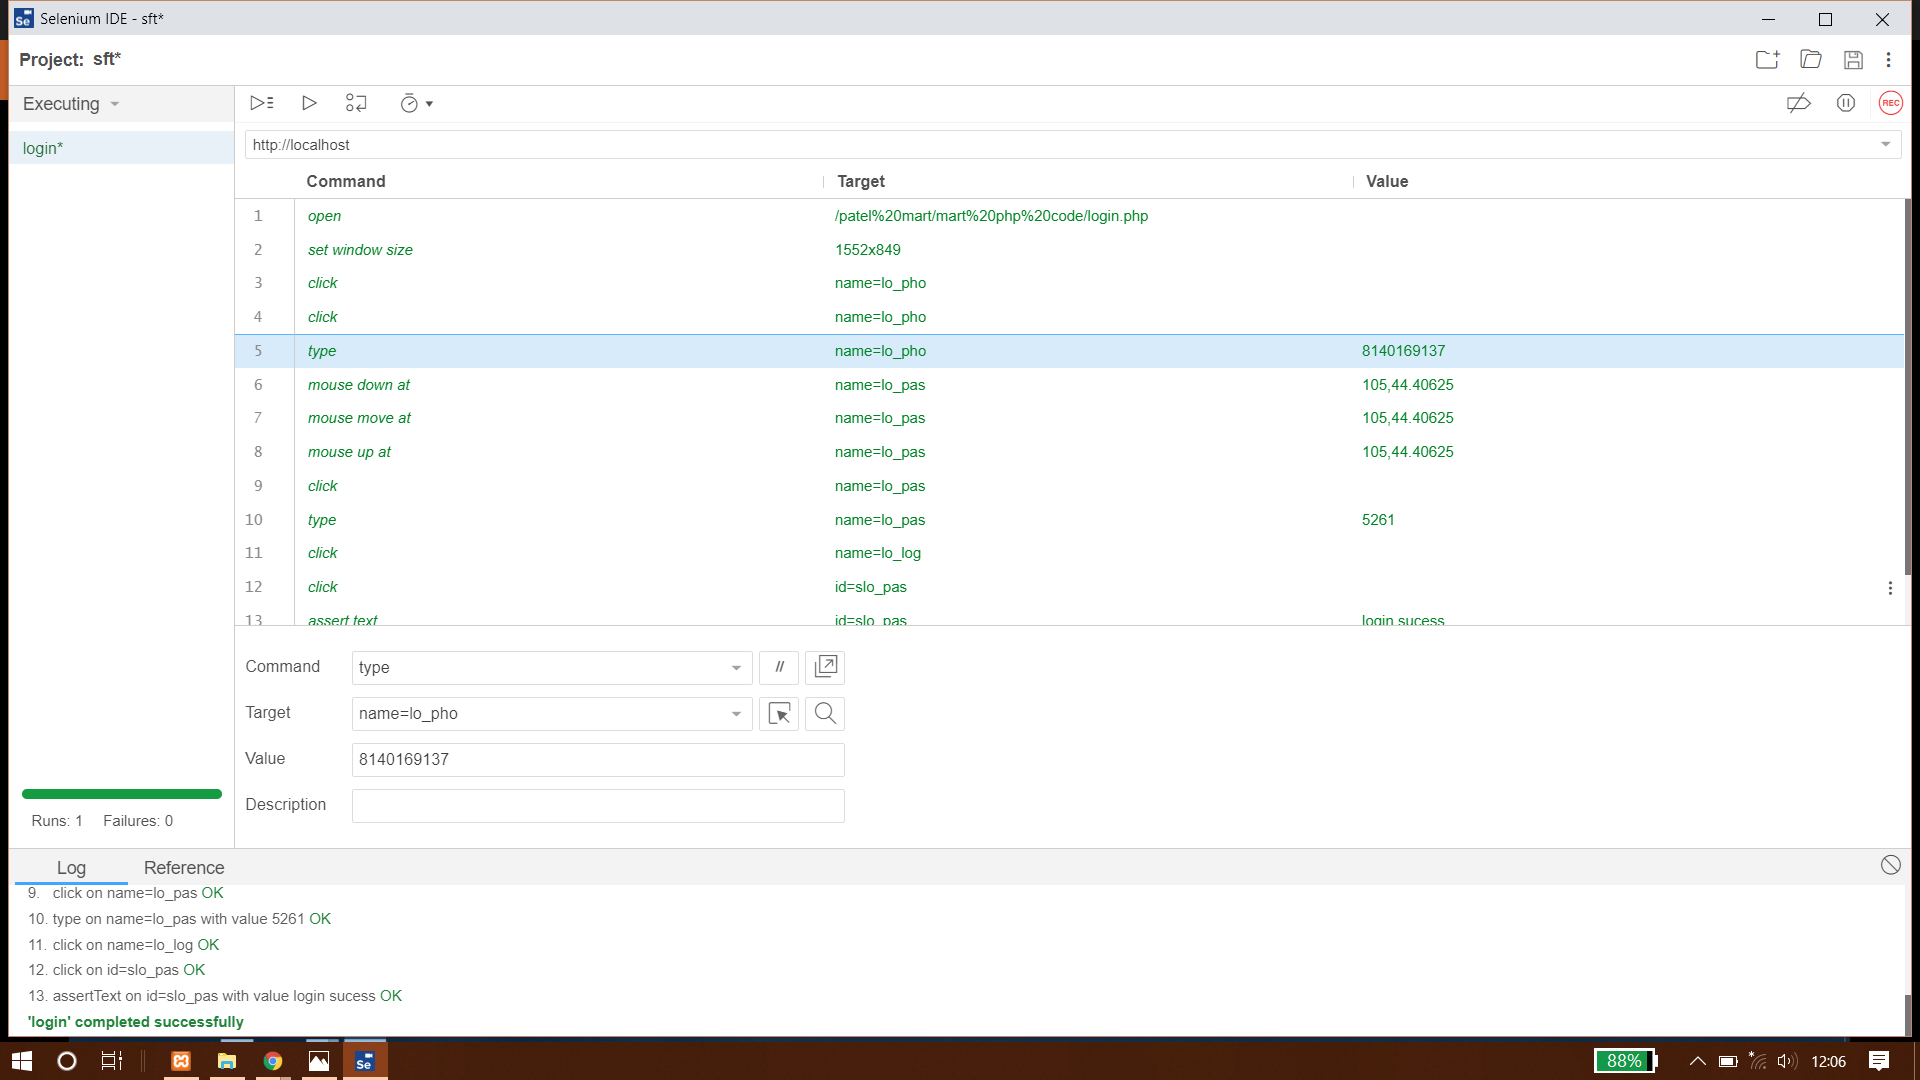 Selenium IDE - sft*
Project: sft*
Executing
login*
REC
http://localhost
Command Target Value
1 open /patel%20mart/mart%20php%20code/login.php
2 set window size 1552x849
3 click name=lo_pho
4 click name=lo_pho
5 type name=lo_pho 8140169137
6 mouse down at name=lo_pas 105,44.40625
7 mouse move at name=lo_pas 105,44.40625
8 mouse up at name=lo_pas 105,44.40625
9 click name=lo_pas
10 type name=lo_pas 5261
11 click name=lo_log
12 click id=slo_pas
13 assert text id=slo_pas login sucess
Command type //
Target name=lo_pho
Value 8140169137
Description
Runs: 1 Failures: 0
Log Reference
9. click on name=lo_pas OK
10. type on name=lo_pas with value 5261 OK
11. click on name=lo_log OK
12. click on id=slo_pas OK
13. assertText on id=slo_pas with value login sucess OK
'login' completed successfully
Se 88% 12:06